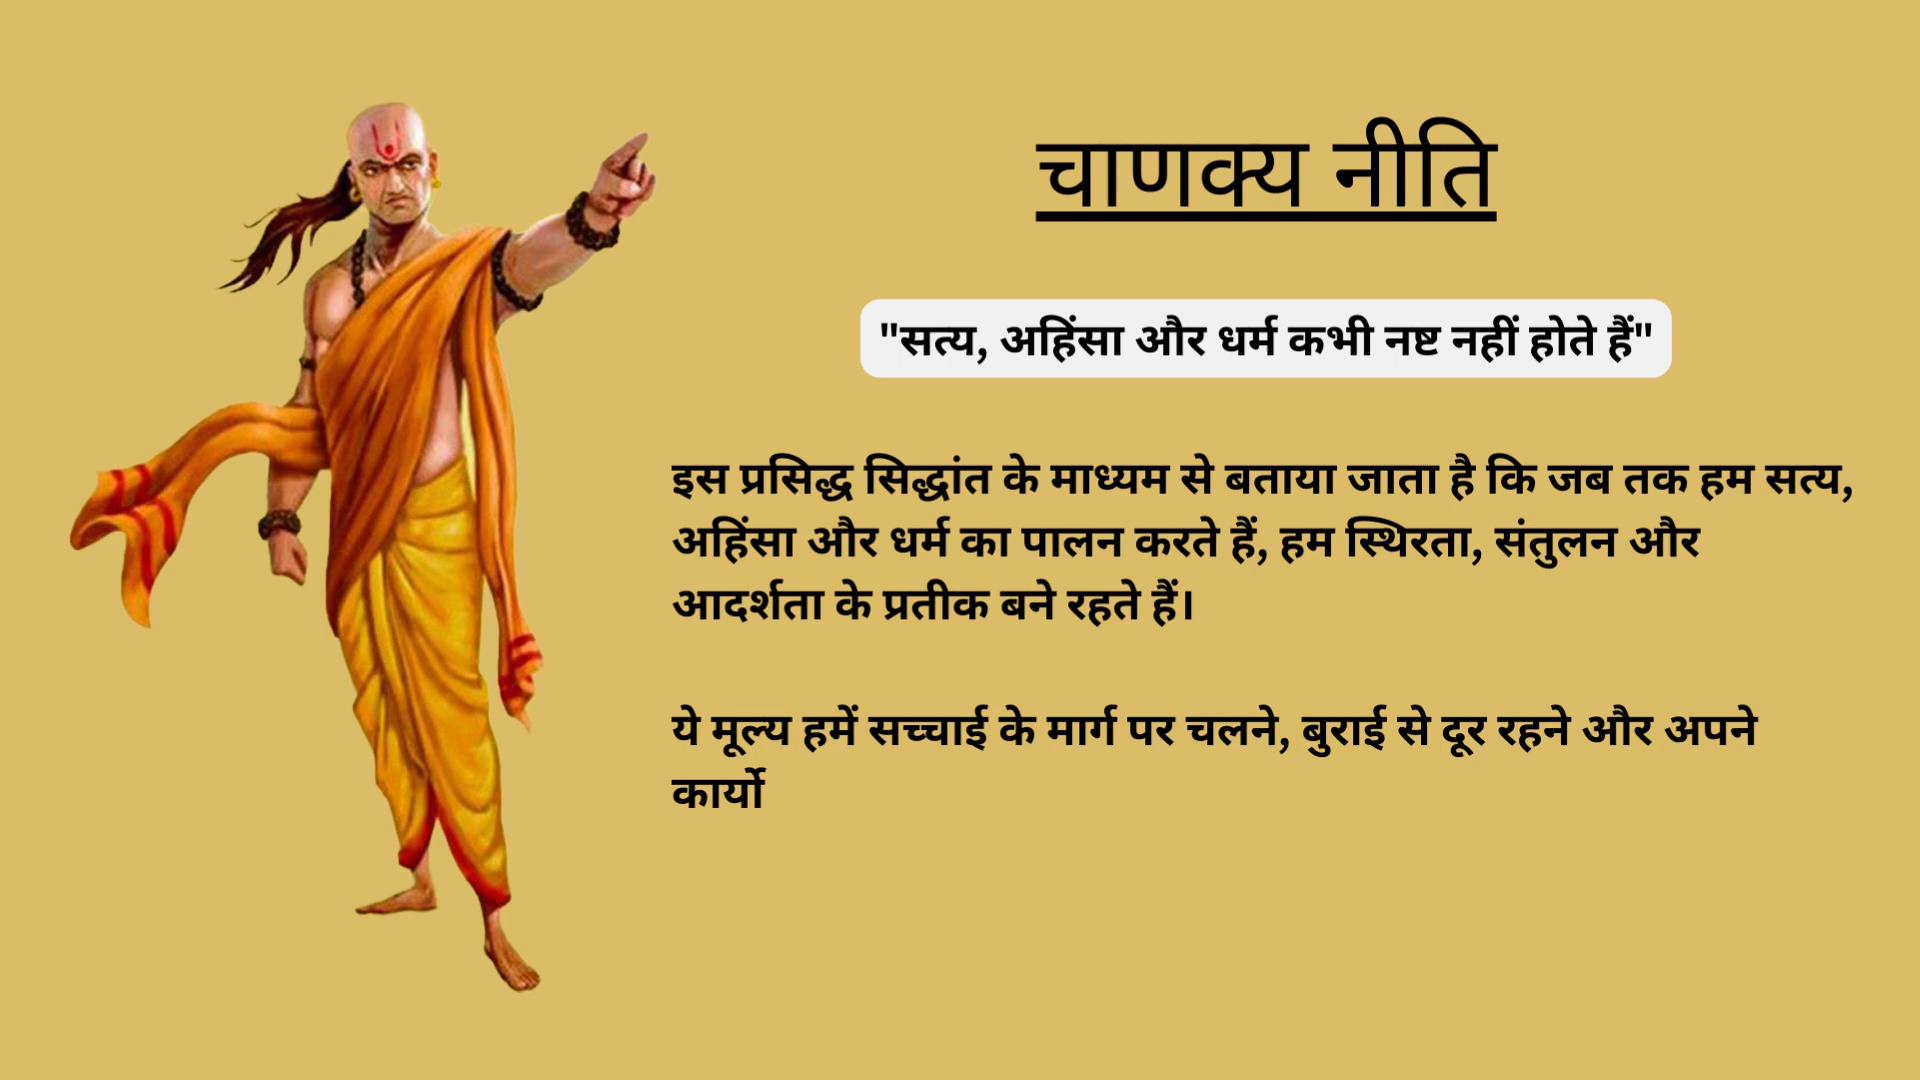 चाणक्य नीति
"सत्य, अहिंसा और धर्म कभी नष्ट नहीं होते हैं"
इस प्रसिद्ध सिद्धांत के माध्यम से बताया जाता है कि जब तक हम सत्य,
अहिंसा और धर्म का पालन करते हैं, हम स्थिरता, संतुलन और
आदर्शता के प्रतीक बने रहते हैं।
ये मूल्य हमें सच्चाई के मार्ग पर चलने, बुराई से दूर रहने और अपने
कार्यो